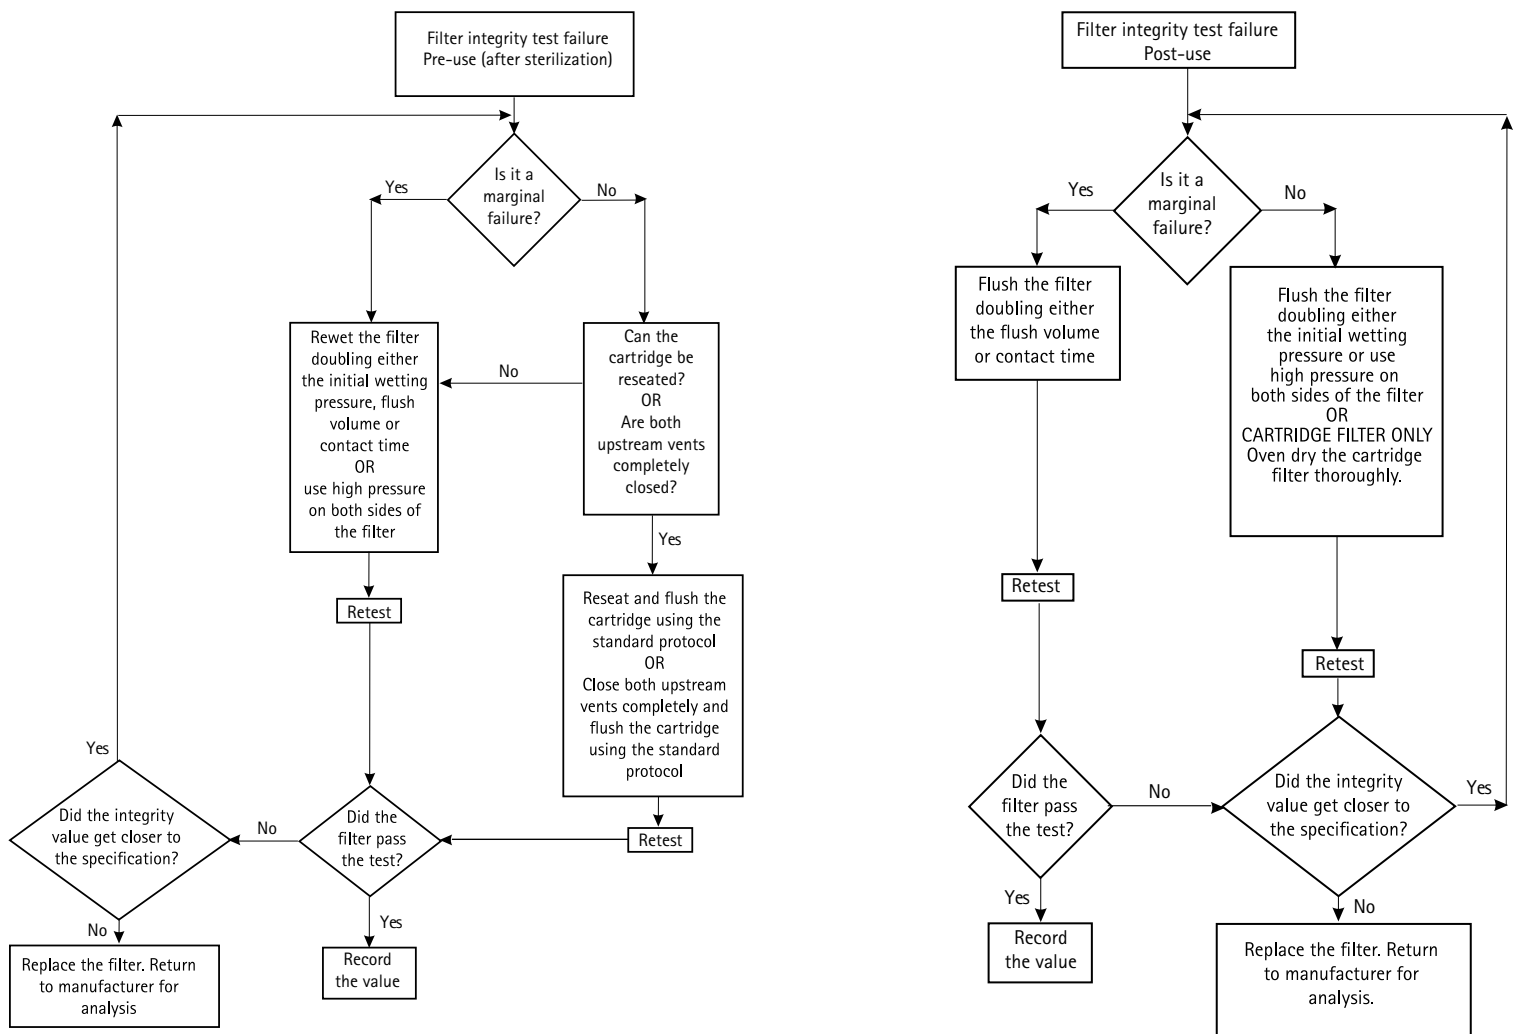 Filter integrity test failure
Pre-use (after sterilization)
Is it a
marginal
failure?
Yes
No
Rewet the filter
doubling either
the initial wetting
pressure, flush
volume or
contact time
OR
use high pressure
on both sides of
the filter
No
Can the
cartridge be
reseated?
OR
Are both
upstream vents
completely
closed?
Yes
Retest
Reseat and flush the
cartridge using the
standard protocol
OR
Close both upstream
vents completely and
flush the cartridge
using the standard
protocol
Retest
Did the
filter pass
the test?
No
Yes
Record
the value
Did the integrity
value get closer to
the specification?
Yes
No
Replace the filter. Return
to manufacturer for
analysis
Filter integrity test failure
Post-use
Is it a
marginal
failure?
Yes
No
Flush the filter
doubling either
the flush volume
or contact time
Retest
Flush the filter
doubling either
the initial wetting
pressure or use
high pressure on
both sides of the filter
OR
CARTRIDGE FILTER ONLY
Oven dry the cartridge
filter thoroughly.
Retest
Did the
filter pass
the test?
No
Yes
Record
the value
Did the integrity
value get closer to
the specification?
Yes
No
Replace the filter. Return
to manufacturer for
analysis.